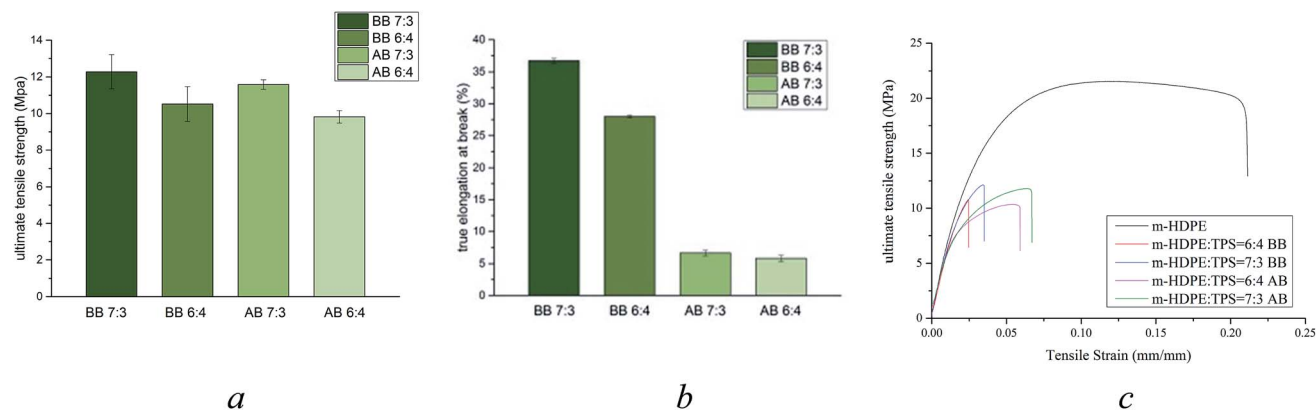 BB 7:3
BB 6:4
AB 7:3
AB 6:4
ultimate tensile strength (Mpa)
14
12
10
8
6
4
2
0
BB 7:3 BB 6:4 AB 7:3 AB 6:4
a
BB 7:3
BB 6:4
AB 7:3
AB 6:4
true elongation at break (%)
40
35
30
25
20
15
10
5
0
BB 7:3 BB 6:4 AB 7:3 AB 6:4
b
ultimate tensile strength (MPa)
25
20
15
10
5
0
m-HDPE
m-HDPE:TPS=6:4 BB
m-HDPE:TPS=7:3 BB
m-HDPE:TPS=6:4 AB
m-HDPE:TPS=7:3 AB
0.00 0.05 0.10 0.15 0.20 0.25
Tensile Strain (mm/mm)
c